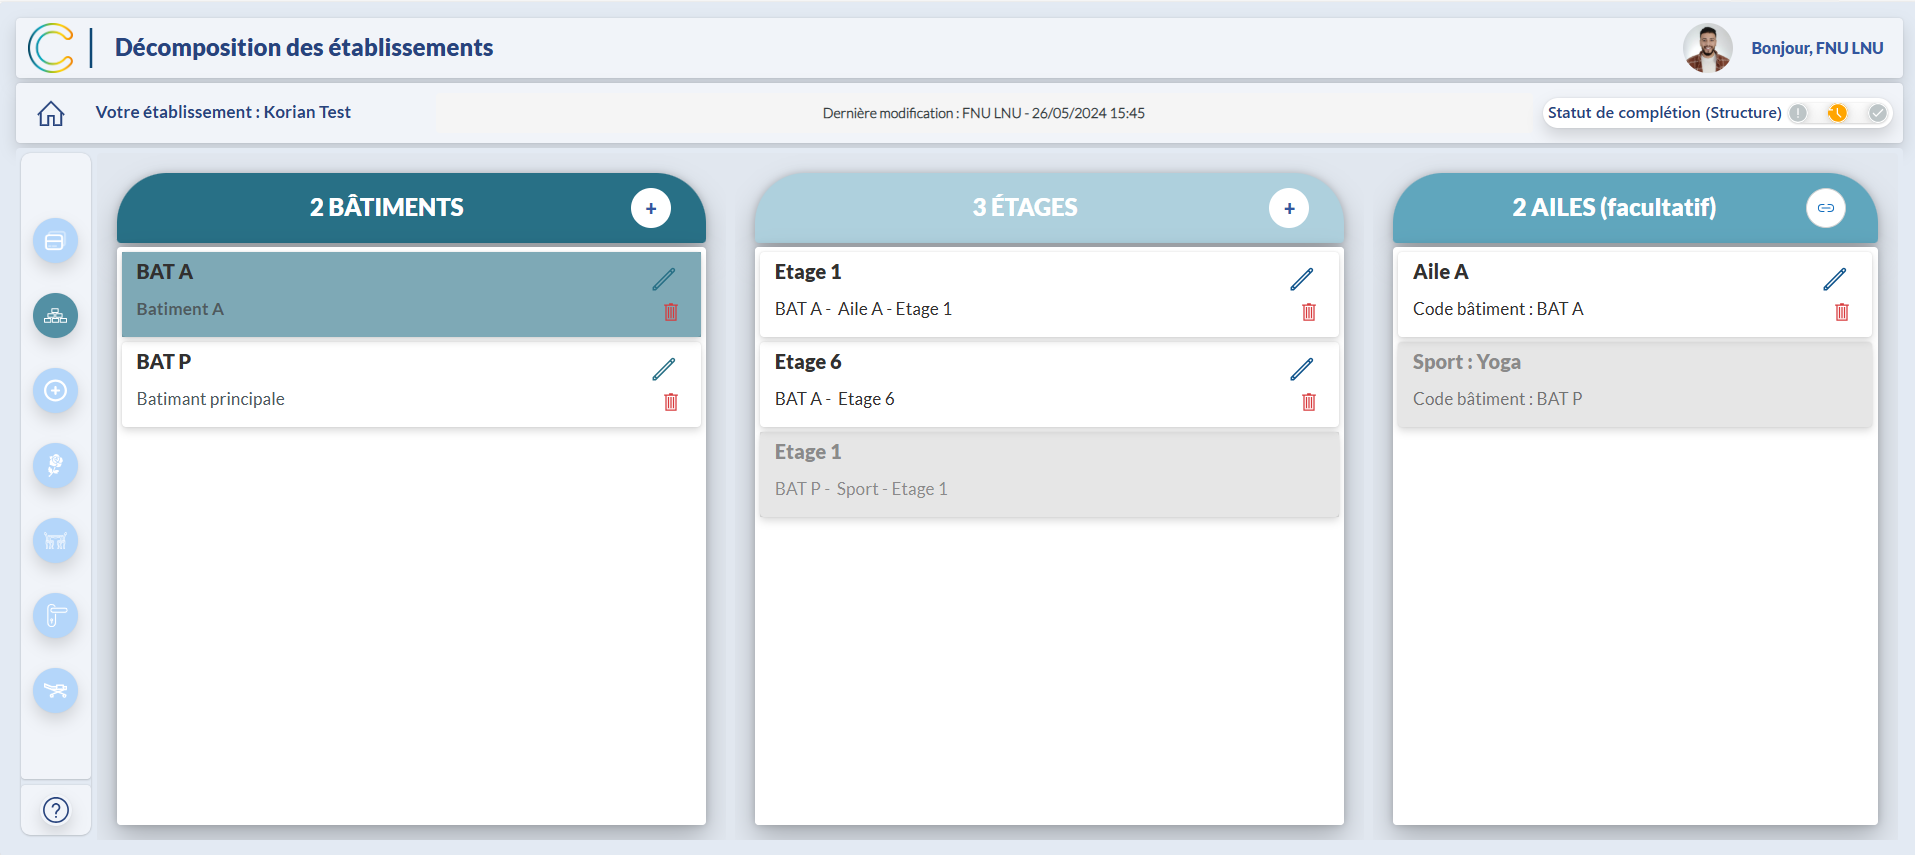 Décomposition des établissements
Bonjour, FNU LNU
Votre établissement : Korian Test
Dernière modification : FNU LNU - 26/05/2024 15:45
Statut de complétion (Structure)
2 BÂTIMENTS
BAT A
Batiment A
BAT P
Batimant principale
3 ÉTAGES
Etage 1
BAT A - Aile A - Etage 1
Etage 6
BAT A - Etage 6
Etage 1
BAT P - Sport - Etage 1
2 AILES (facultatif)
Aile A
Code bâtiment : BAT A
Sport : Yoga
Code bâtiment : BAT P